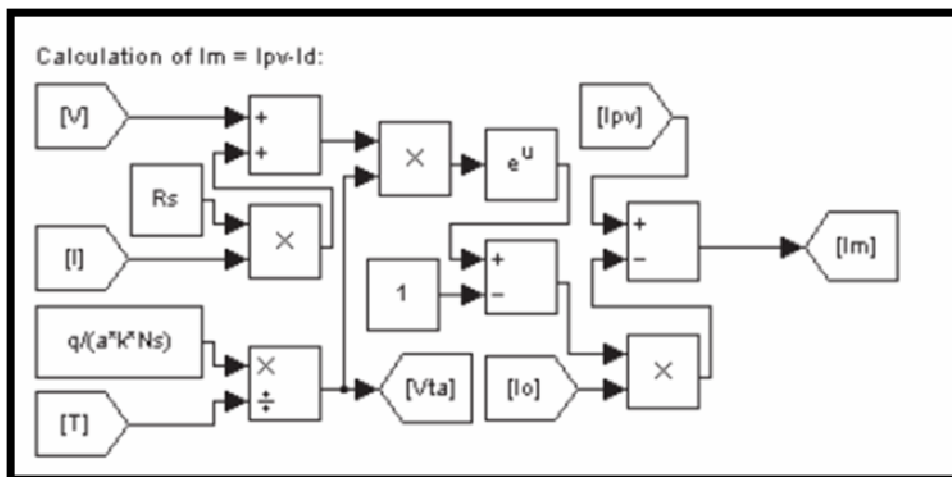 Calculation of Im = Ipv-Id:
[V]
+
+
×
e^u
[Ipv]
Rs
×
[I]
1
+
−
+
−
[Im]
q/(a*k*Ns)
×
÷
[T]
[Vta]
[Io]
×